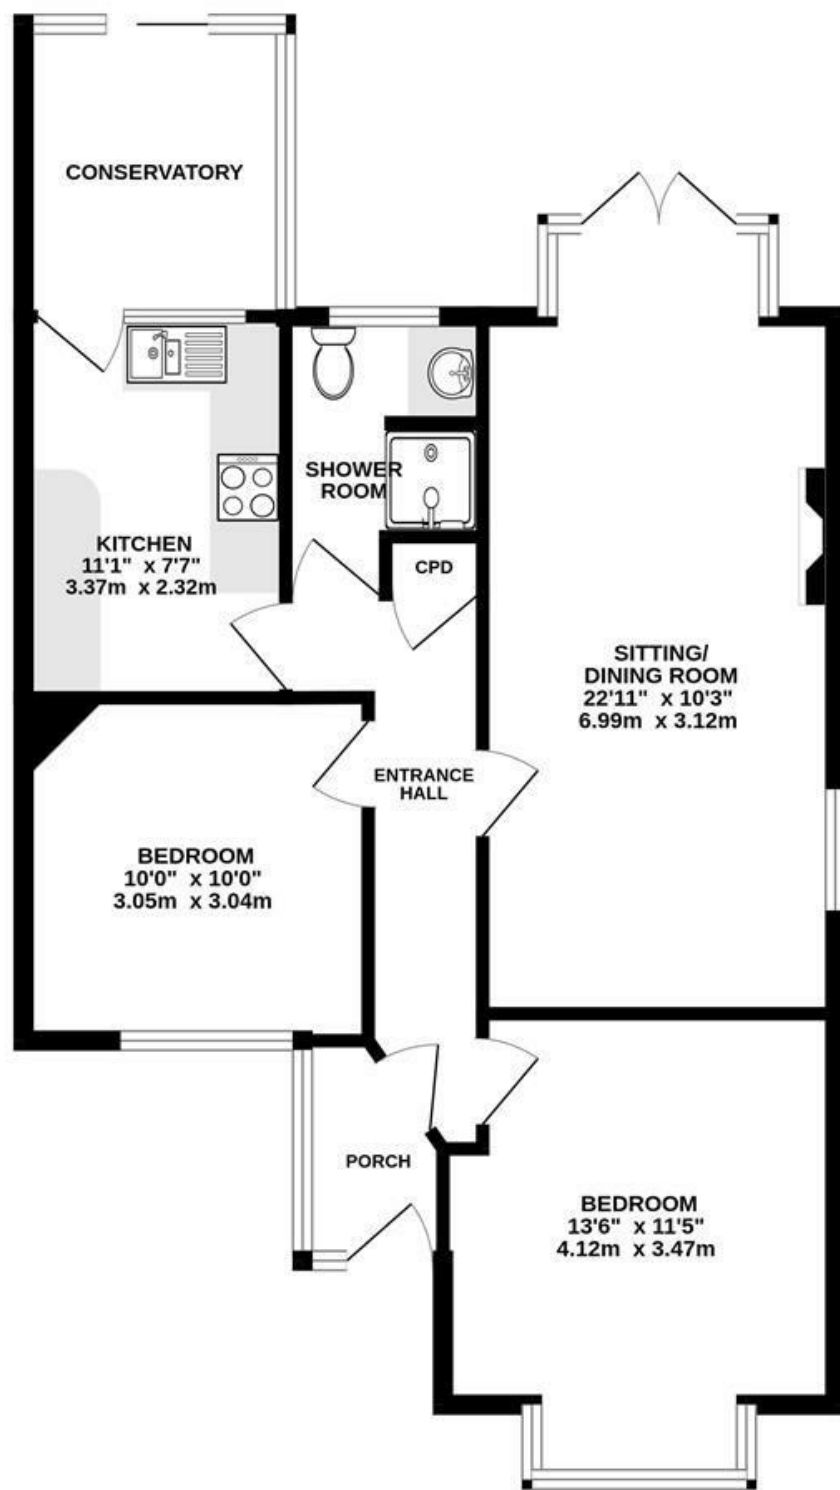 CONSERVATORY
SHOWER
ROOM
KITCHEN
11'1" x 7'7"
3.37m x 2.32m
CPD
SITTING/
DINING ROOM
22'11" x 10'3"
6.99m x 3.12m
ENTRANCE
HALL
BEDROOM
10'0" x 10'0"
3.05m x 3.04m
PORCH
BEDROOM
13'6" x 11'5"
4.12m x 3.47m